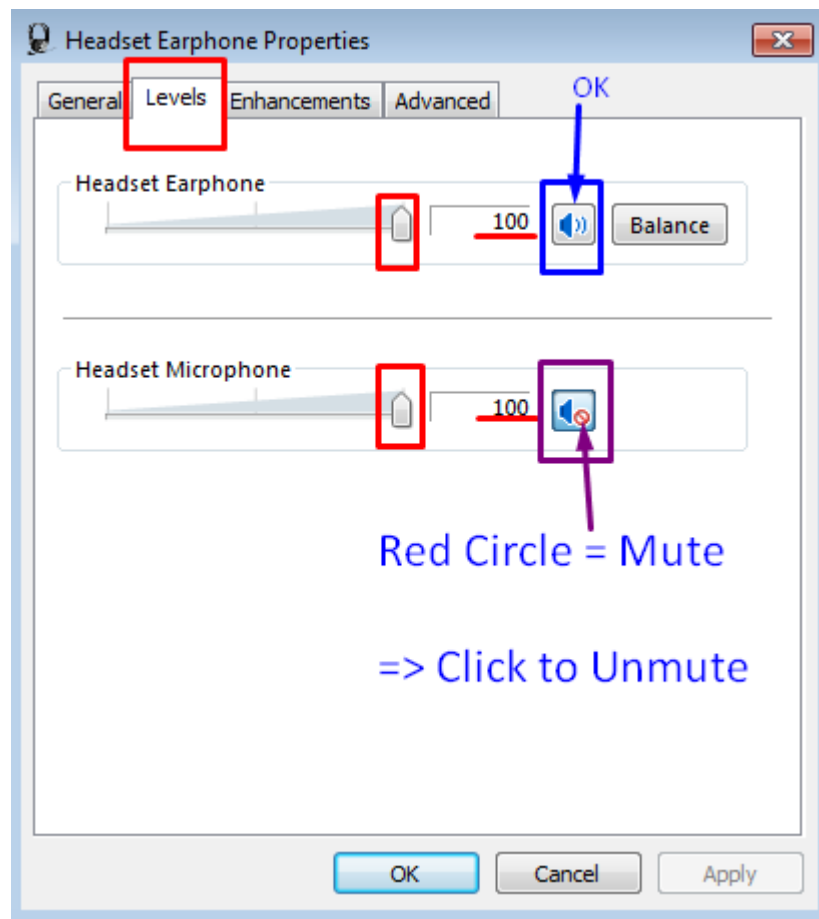 Headset Earphone Properties
General Levels Enhancements Advanced
OK
Headset Earphone
100 Balance
Headset Microphone
100
Red Circle = Mute
=> Click to Unmute
OK Cancel Apply